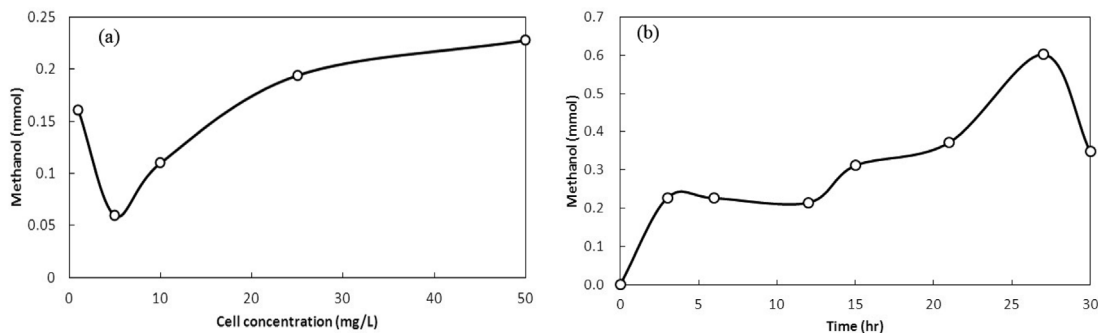 (a)
Methanol (mmol)
0.25
0.2
0.15
0.1
0.05
0
0 10 20 30 40 50
Cell concentration (mg/L)
(b)
Methanol (mmol)
0.7
0.6
0.5
0.4
0.3
0.2
0.1
0.0
0 5 10 15 20 25 30
Time (hr)